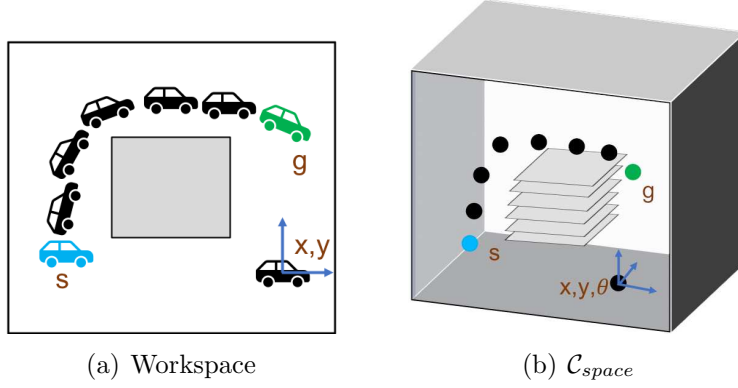 g
s
x,y
(a) Workspace
g
s
x,y,θ
(b) 𝒞space